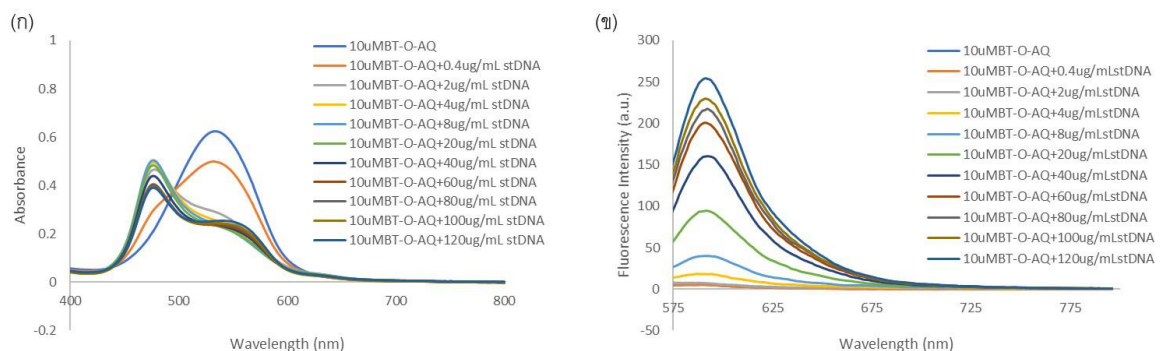 (ก)
1
0.8
0.6
0.4
0.2
0
-0.2
Absorbance
400
500
600
700
800
Wavelength (nm)
10uMBT-O-AQ
10uMBT-O-AQ+0.4ug/mL stDNA
10uMBT-O-AQ+2ug/mL stDNA
10uMBT-O-AQ+4ug/mL stDNA
10uMBT-O-AQ+8ug/mL stDNA
10uMBT-O-AQ+20ug/mL stDNA
10uMBT-O-AQ+40ug/mL stDNA
10uMBT-O-AQ+60ug/mL stDNA
10uMBT-O-AQ+80ug/mL stDNA
10uMBT-O-AQ+100ug/mL stDNA
10uMBT-O-AQ+120ug/mL stDNA
(ข)
300
250
200
150
100
50
0
-50
Fluorescence Intensity (a.u.)
575
625
675
725
775
Wavelength (nm)
10uMBT-O-AQ
10uMBT-O-AQ+0.4ug/mLstDNA
10uMBT-O-AQ+2ug/mLstDNA
10uMBT-O-AQ+4ug/mLstDNA
10uMBT-O-AQ+8ug/mLstDNA
10uMBT-O-AQ+20ug/mLstDNA
10uMBT-O-AQ+40ug/mLstDNA
10uMBT-O-AQ+60ug/mLstDNA
10uMBT-O-AQ+80ug/mLstDNA
10uMBT-O-AQ+100ug/mLstDNA
10uMBT-O-AQ+120ug/mLstDNA